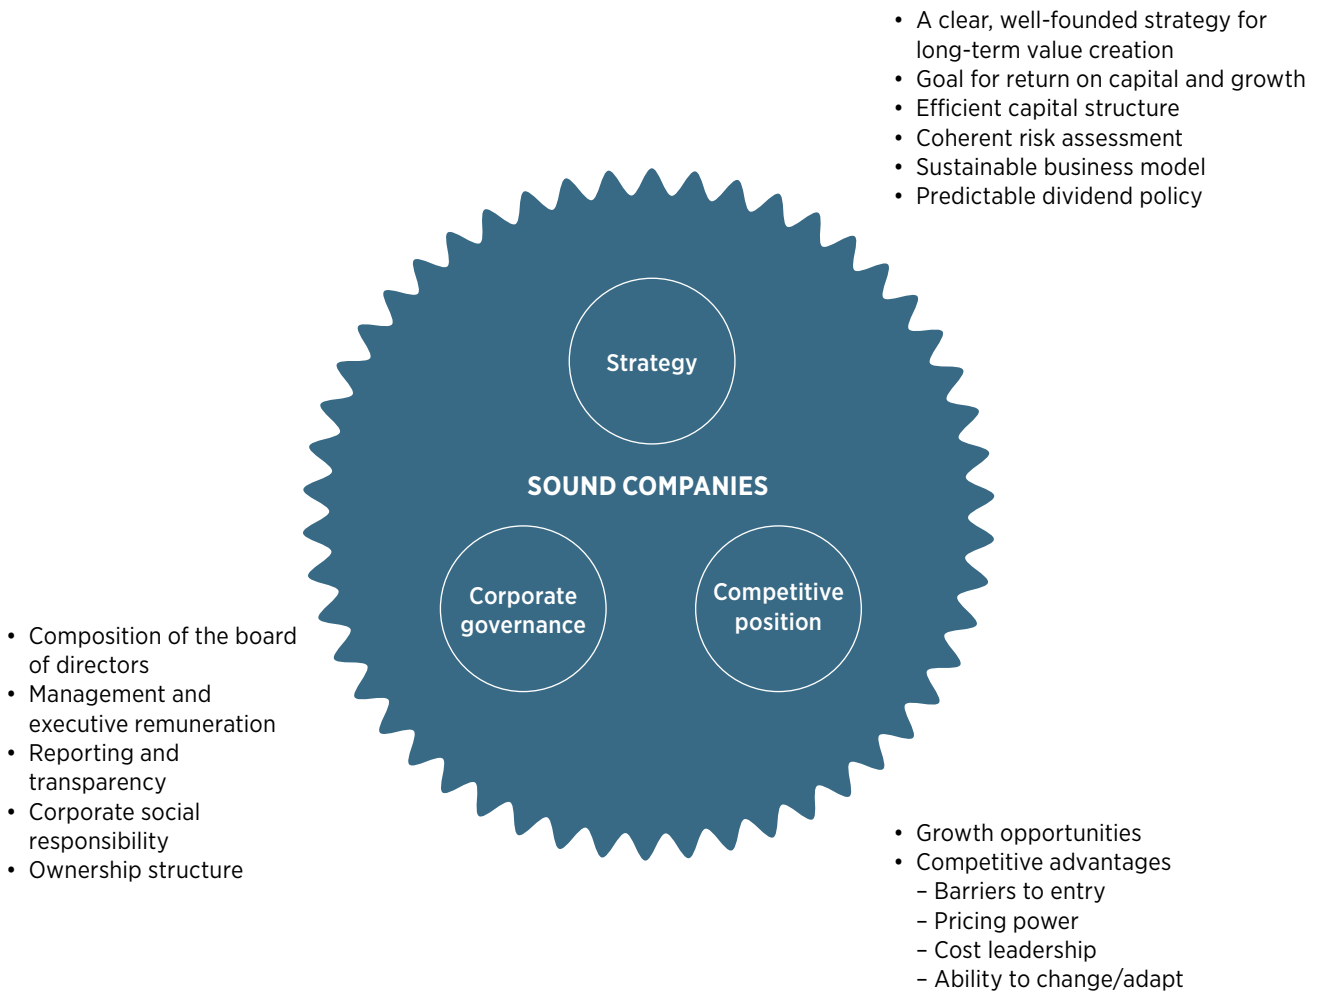 • A clear, well-founded strategy for
long-term value creation
• Goal for return on capital and growth
• Efficient capital structure
• Coherent risk assessment
• Sustainable business model
• Predictable dividend policy
Strategy
SOUND COMPANIES
Corporate
governance
Competitive
position
• Composition of the board
of directors
• Management and
executive remuneration
• Reporting and
transparency
• Corporate social
responsibility
• Ownership structure
• Growth opportunities
• Competitive advantages
– Barriers to entry
– Pricing power
– Cost leadership
– Ability to change/adapt